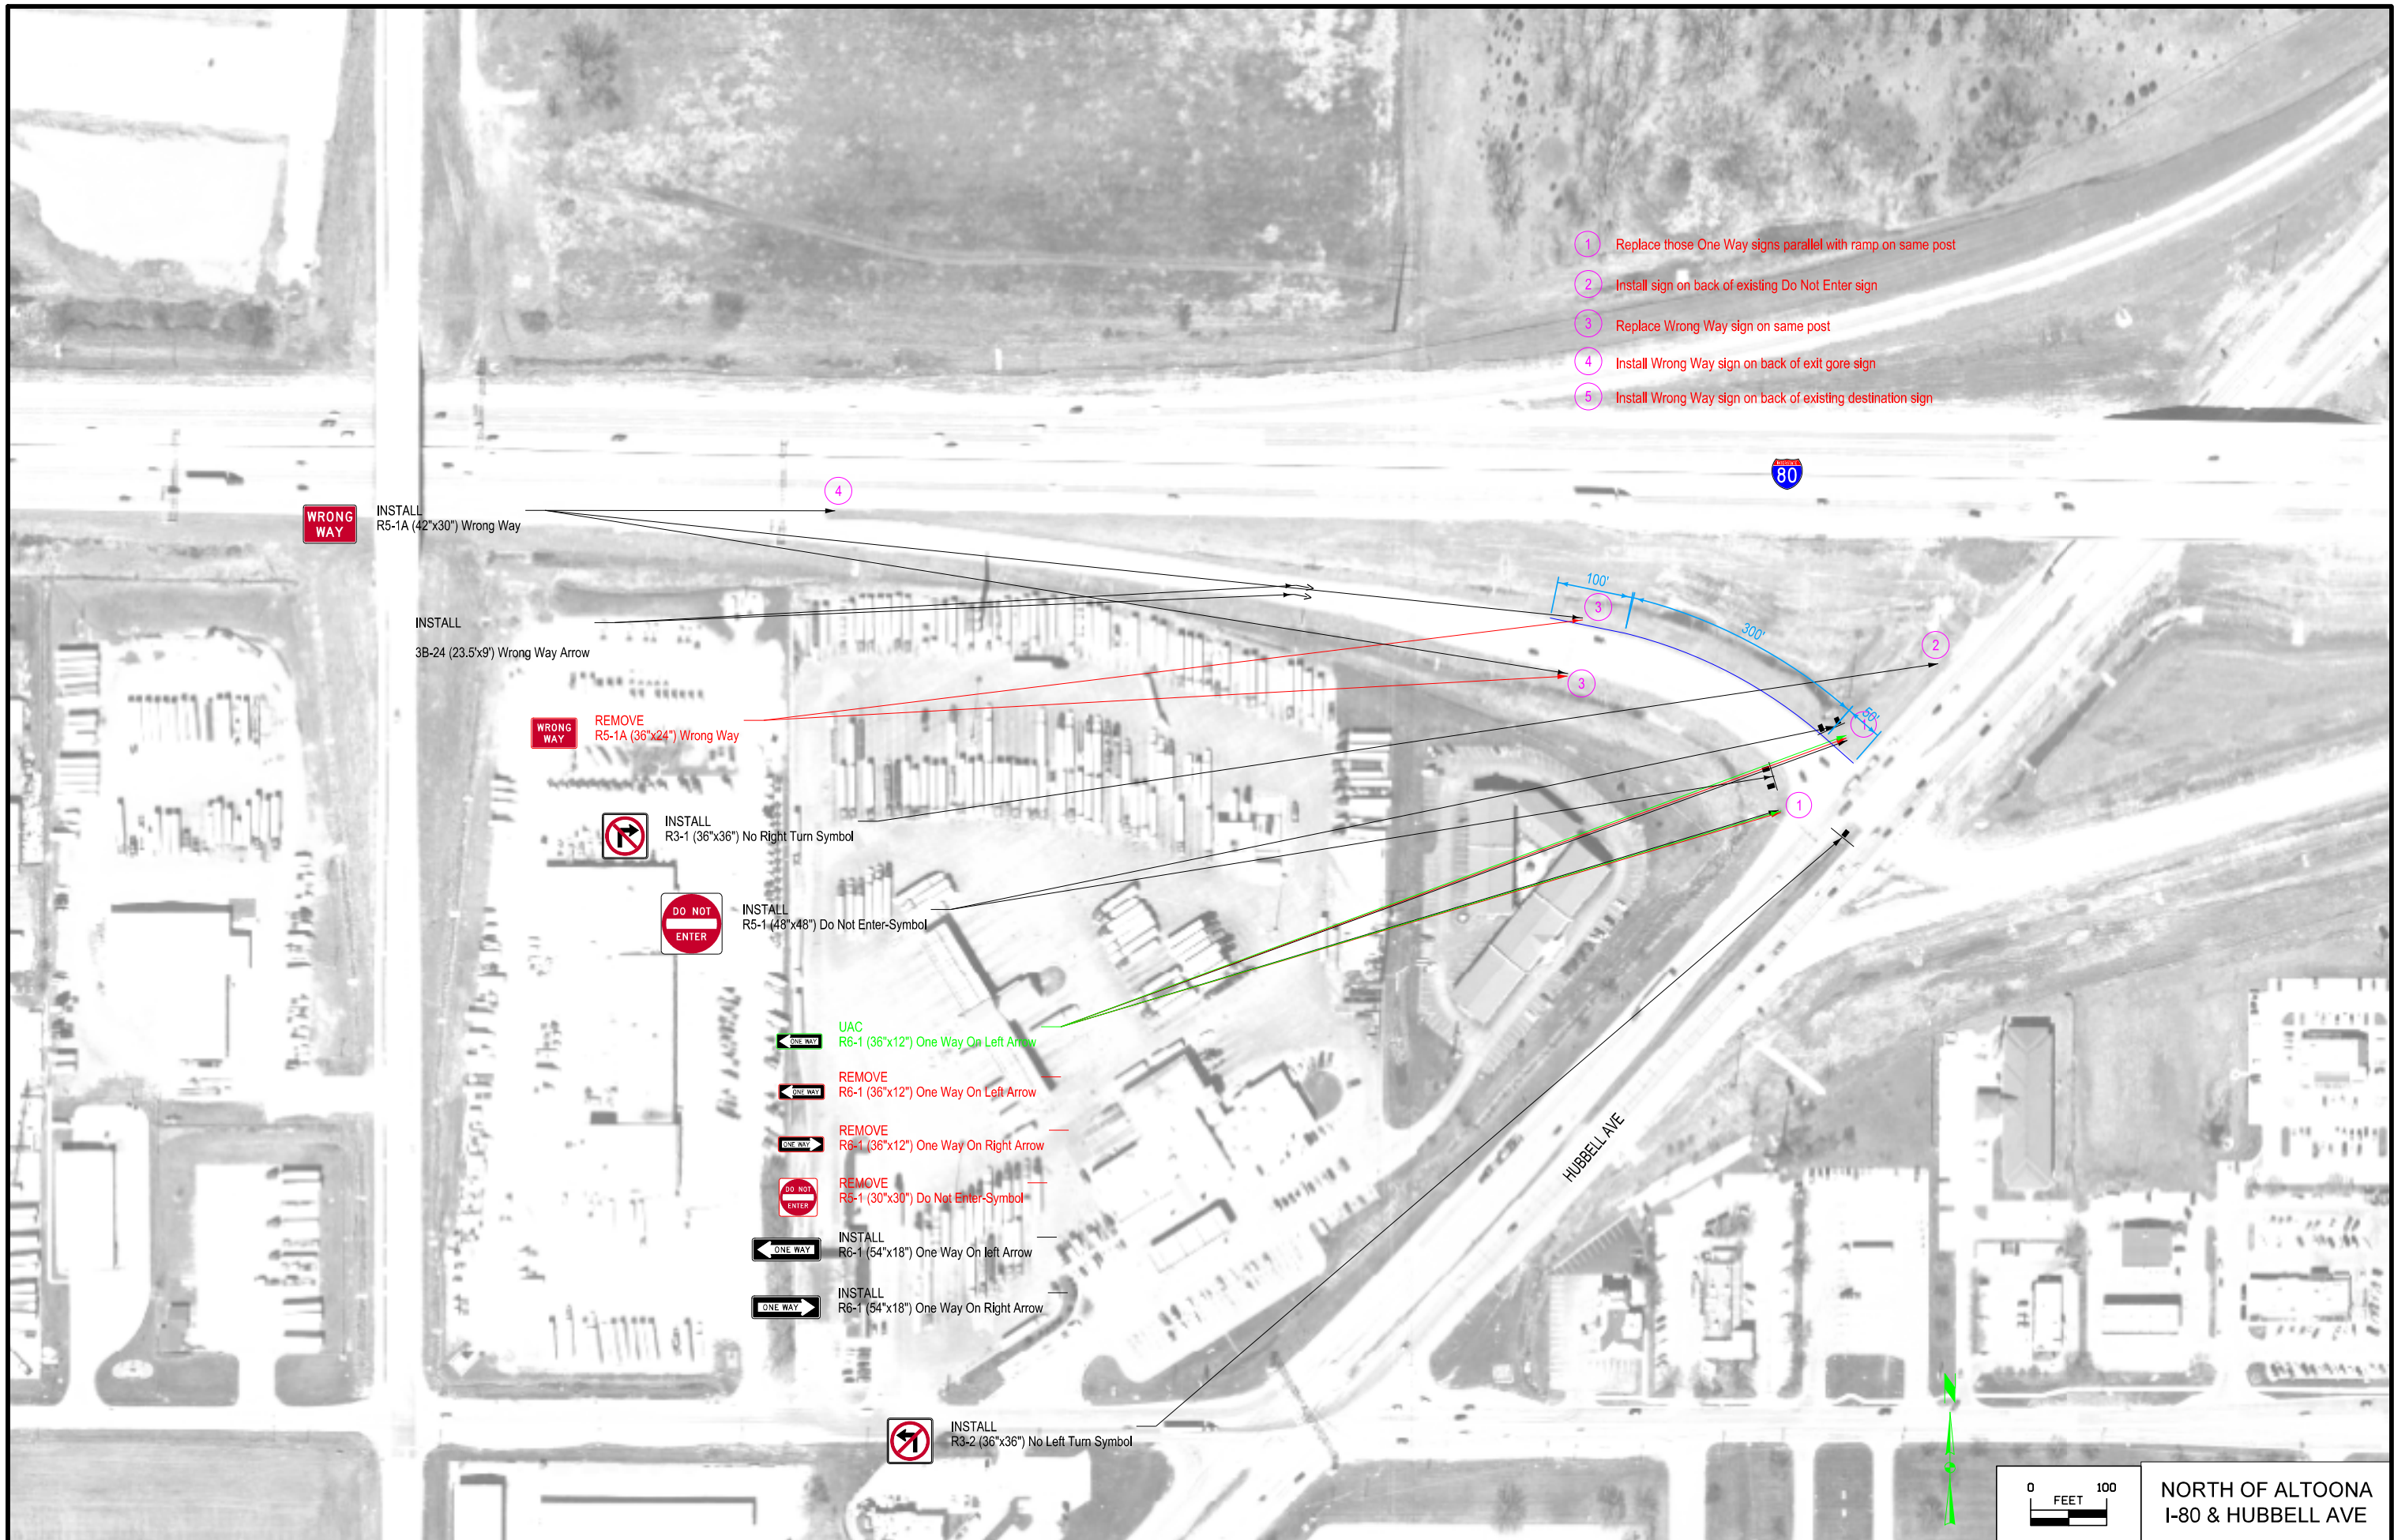 1 Replace those One Way signs parallel with ramp on same post
2 Install sign on back of existing Do Not Enter sign
3 Replace Wrong Way sign on same post
4 Install Wrong Way sign on back of exit gore sign
5 Install Wrong Way sign on back of existing destination sign
80
4
WRONG
WAY
INSTALL
R5-1A (42"x30") Wrong Way
100'
3
300'
INSTALL
3B-24 (23.5'x9') Wrong Way Arrow
2
3
50'
1
WRONG
WAY
REMOVE
R5-1A (36"x24") Wrong Way
1
INSTALL
R3-1 (36"x36") No Right Turn Symbol
DO NOT
ENTER
INSTALL
R5-1 (48"x48") Do Not Enter-Symbol
ONE WAY
UAC
R6-1 (36"x12") One Way On Left Arrow
ONE WAY
REMOVE
R6-1 (36"x12") One Way On Left Arrow
ONE WAY
REMOVE
R6-1 (36"x12") One Way On Right Arrow
DO NOT
ENTER
REMOVE
R5-1 (30"x30") Do Not Enter-Symbol
HUBBELL AVE
ONE WAY
INSTALL
R6-1 (54"x18") One Way On left Arrow
ONE WAY
INSTALL
R6-1 (54"x18") One Way On Right Arrow
INSTALL
R3-2 (36"x36") No Left Turn Symbol
0 100
FEET
NORTH OF ALTOONA
I-80 & HUBBELL AVE